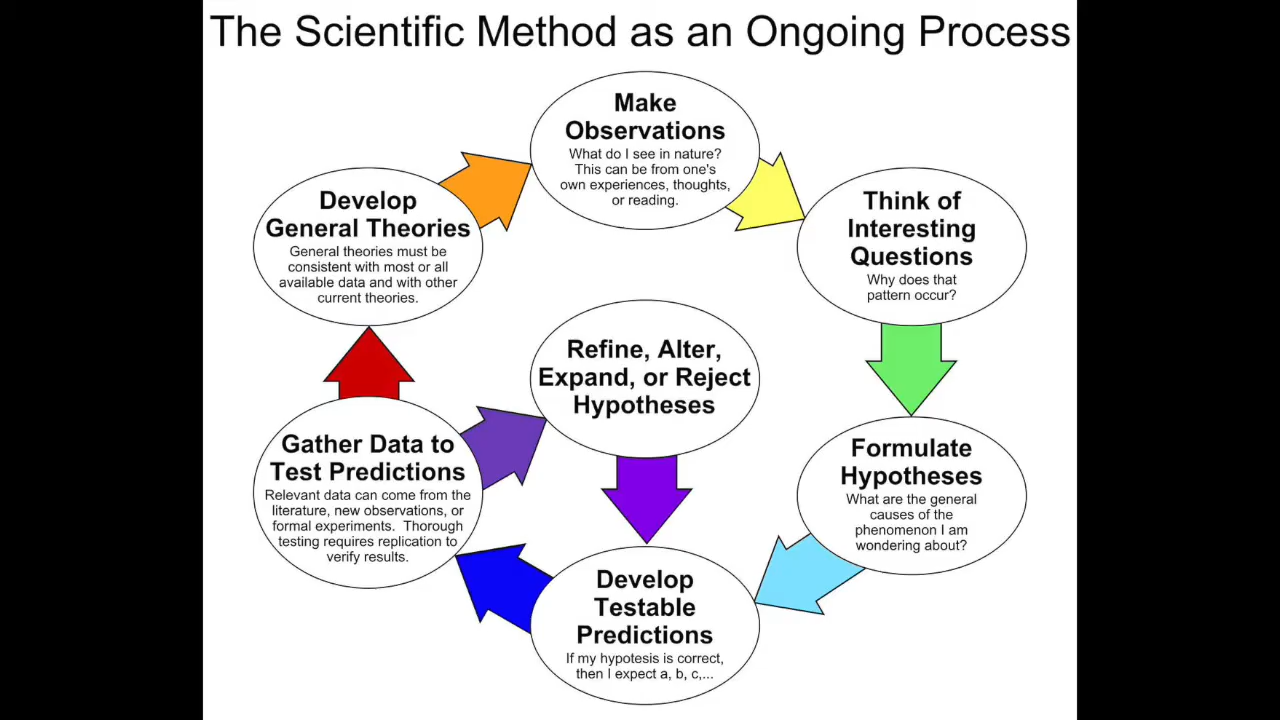 The Scientific Method as an Ongoing Process
Make
Observations
What do I see in nature?
This can be from one's
own experiences, thoughts,
or reading.
Think of
Interesting
Questions
Why does that
pattern occur?
Formulate
Hypotheses
What are the general
causes of the
phenomenon I am
wondering about?
Develop
Testable
Predictions
If my hypotesis is correct,
then I expect a, b, c,...
Gather Data to
Test Predictions
Relevant data can come from the
literature, new observations, or
formal experiments.  Thorough
testing requires replication to
verify results.
Refine, Alter,
Expand, or Reject
Hypotheses
Develop
General Theories
General theories must be
consistent with most or all
available data and with other
current theories.